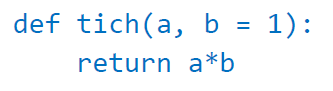 def tich(a, b = 1):
    return a*b